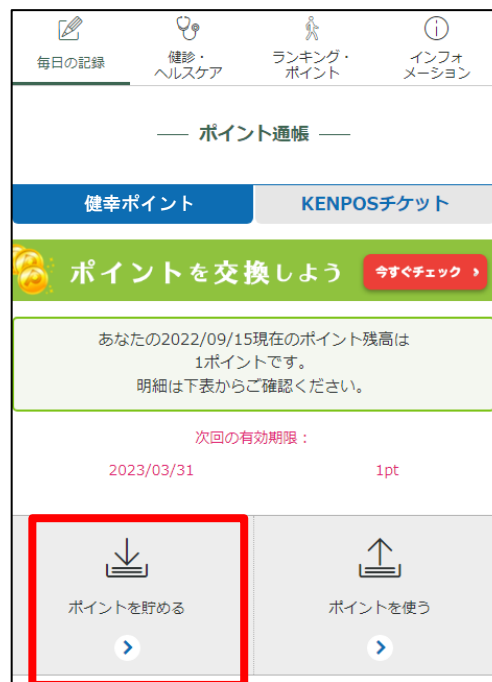 毎日の記録
健診・
ヘルスケア
ランキング・
ポイント
インフォ
メーション
ポイント通帳
健幸ポイント
KENPOSチケット
ポイントを交換しよう
今すぐチェック
あなたの2022/09/15現在のポイント残高は
1ポイントです。
明細は下表からご確認ください。
次回の有効期限：
2023/03/31 1pt
ポイントを貯める
ポイントを使う